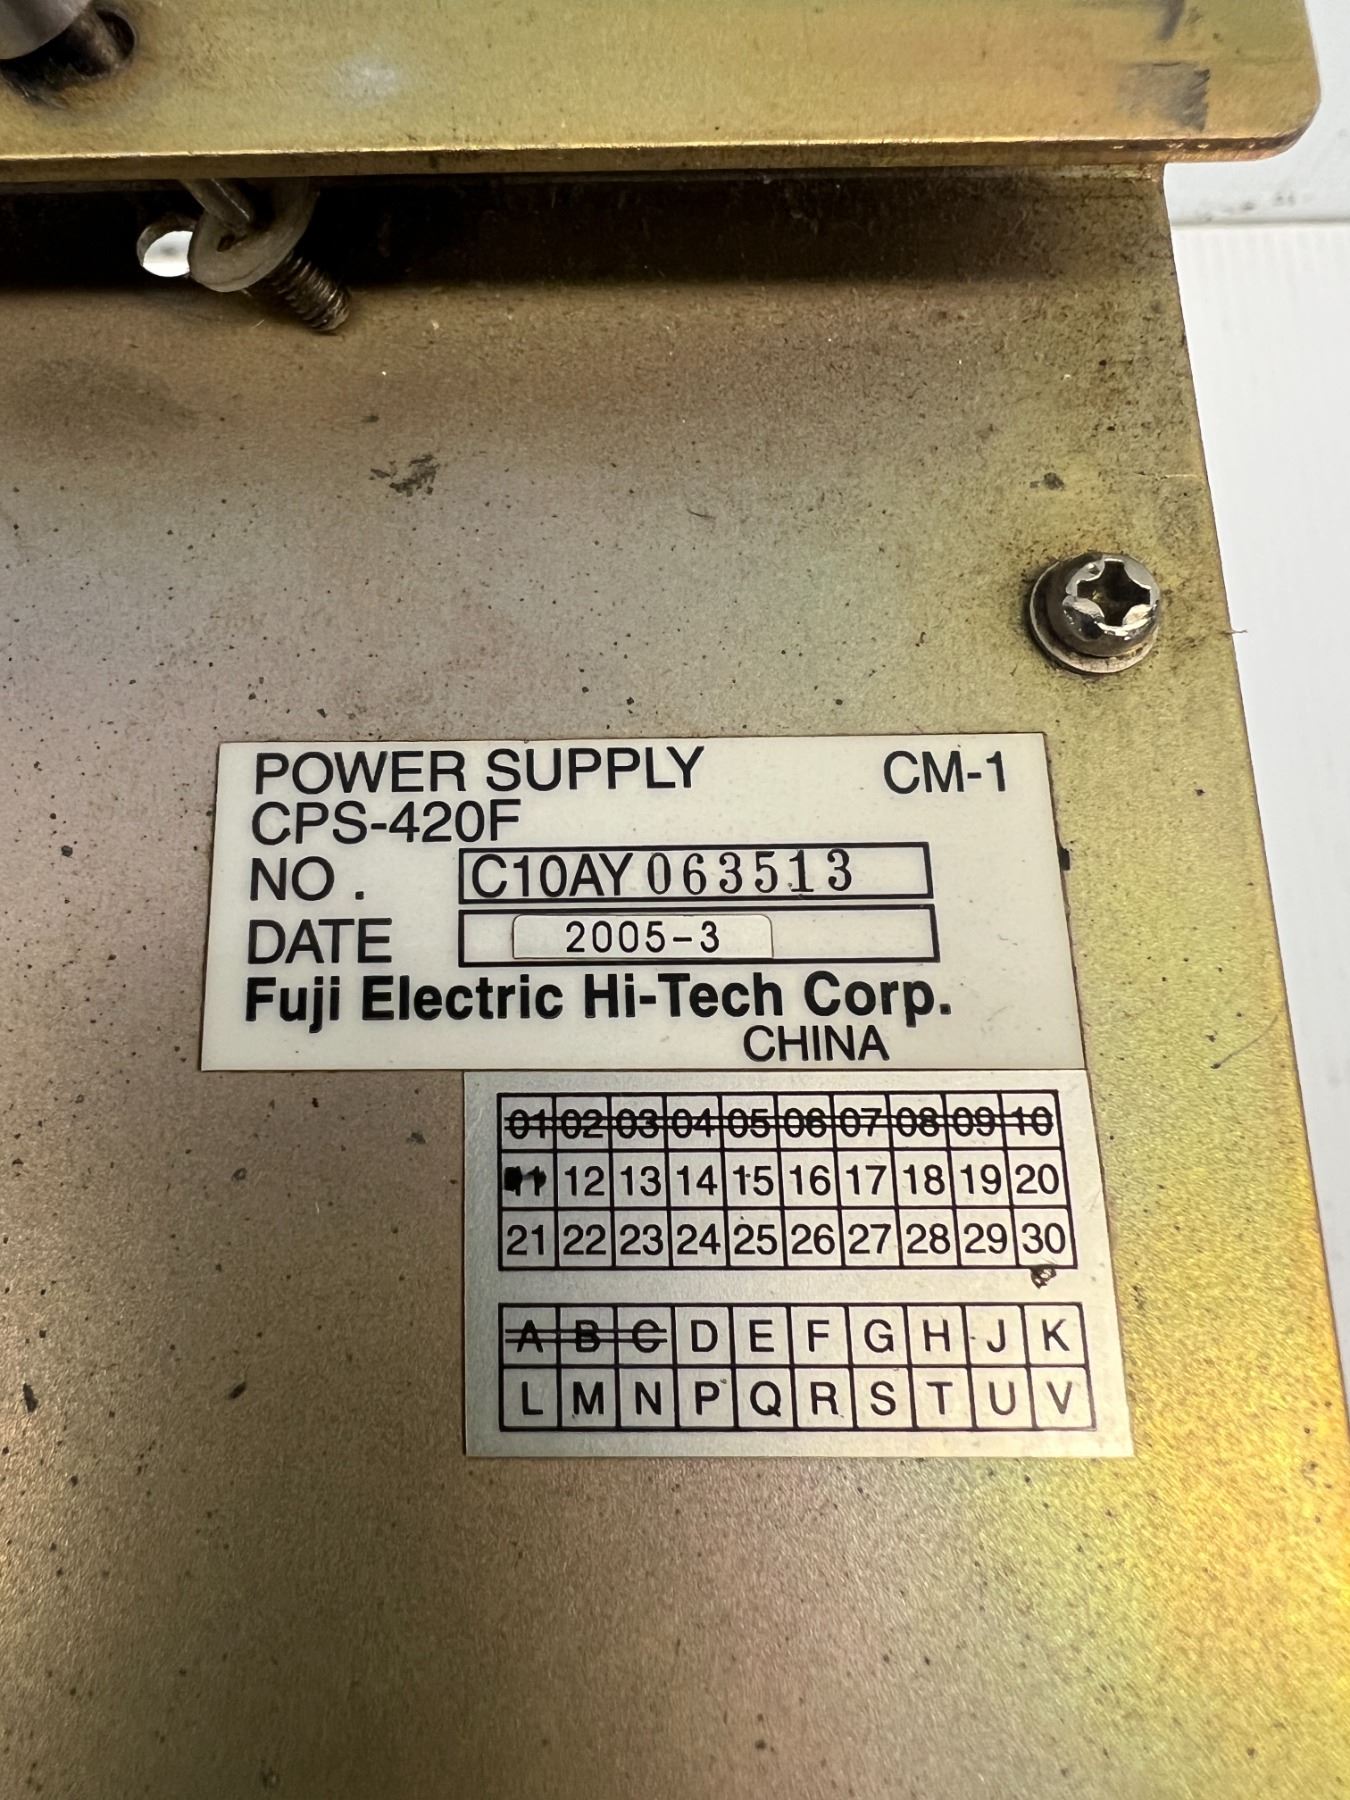 POWER SUPPLY CM-1
CPS-420F
NO. C10AY063513
DATE 2005-3
Fuji Electric Hi-Tech Corp.
CHINA
01 02 03 04 05 06 07 08 09 10
11 12 13 14 15 16 17 18 19 20
21 22 23 24 25 26 27 28 29 30
A B C D E F G H J K
L M N P Q R S T U V